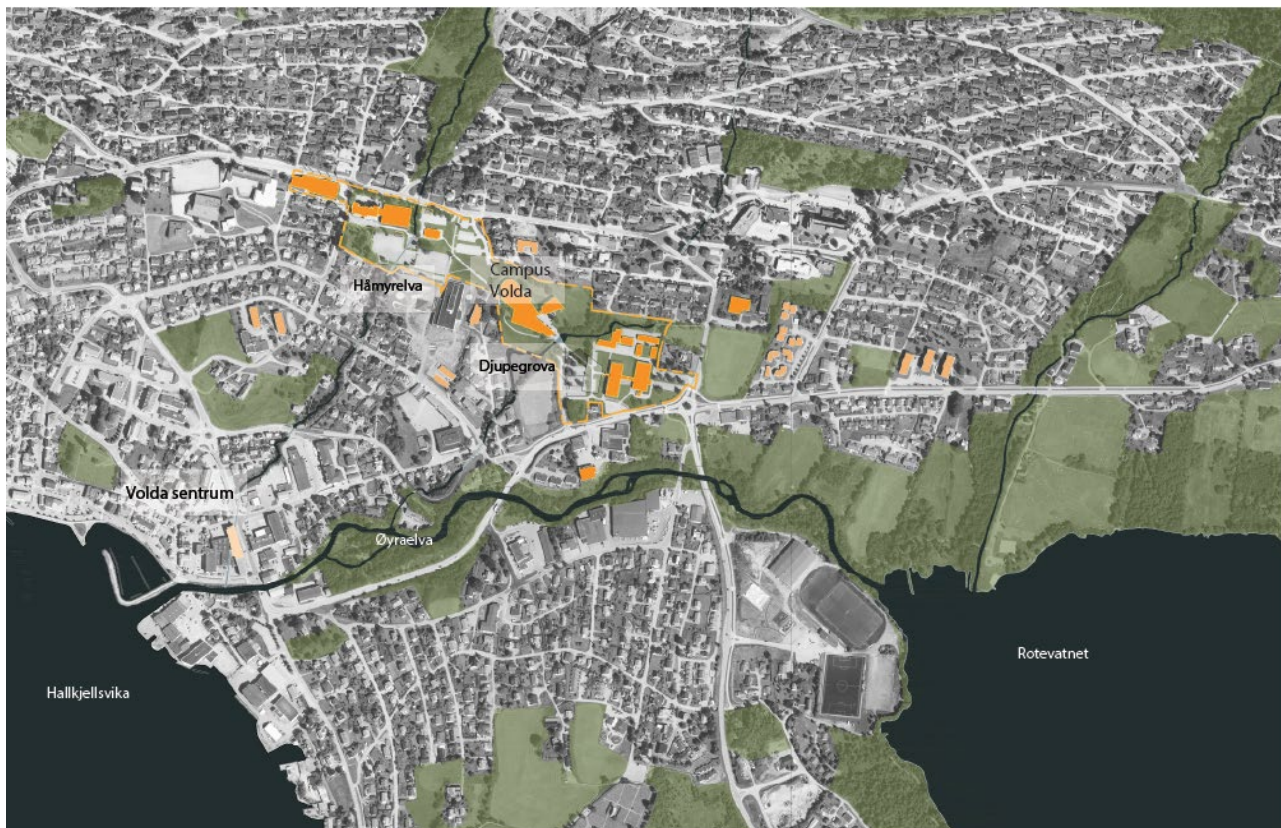 Campus
Volda
Håmyrelva
Djupegrova
Volda sentrum
Øyraelva
Rotevatnet
Hallkjellsvika